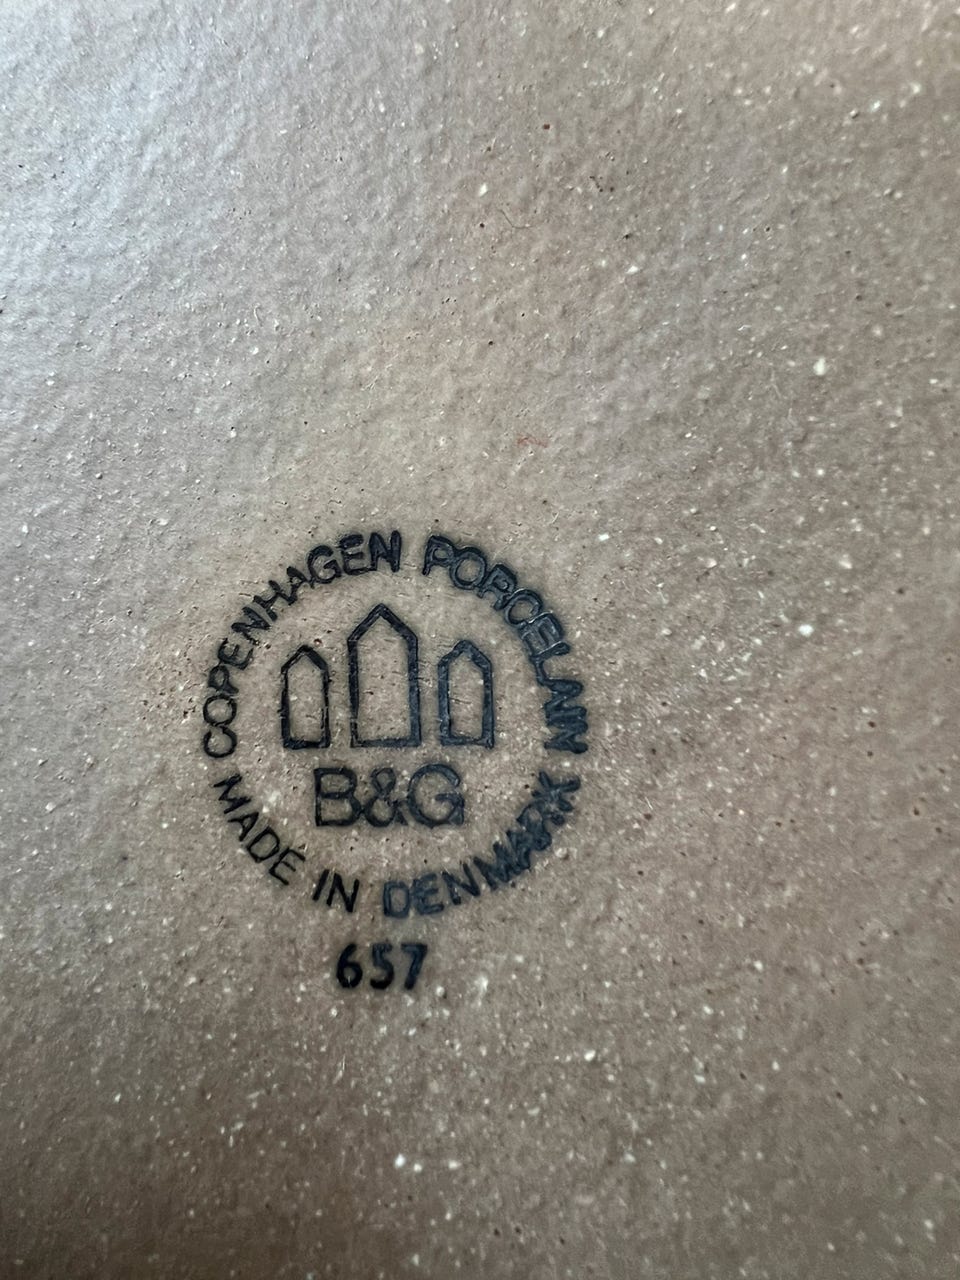 COPENHAGEN PORCELAIN
B&G
MADE IN DENMARK
657